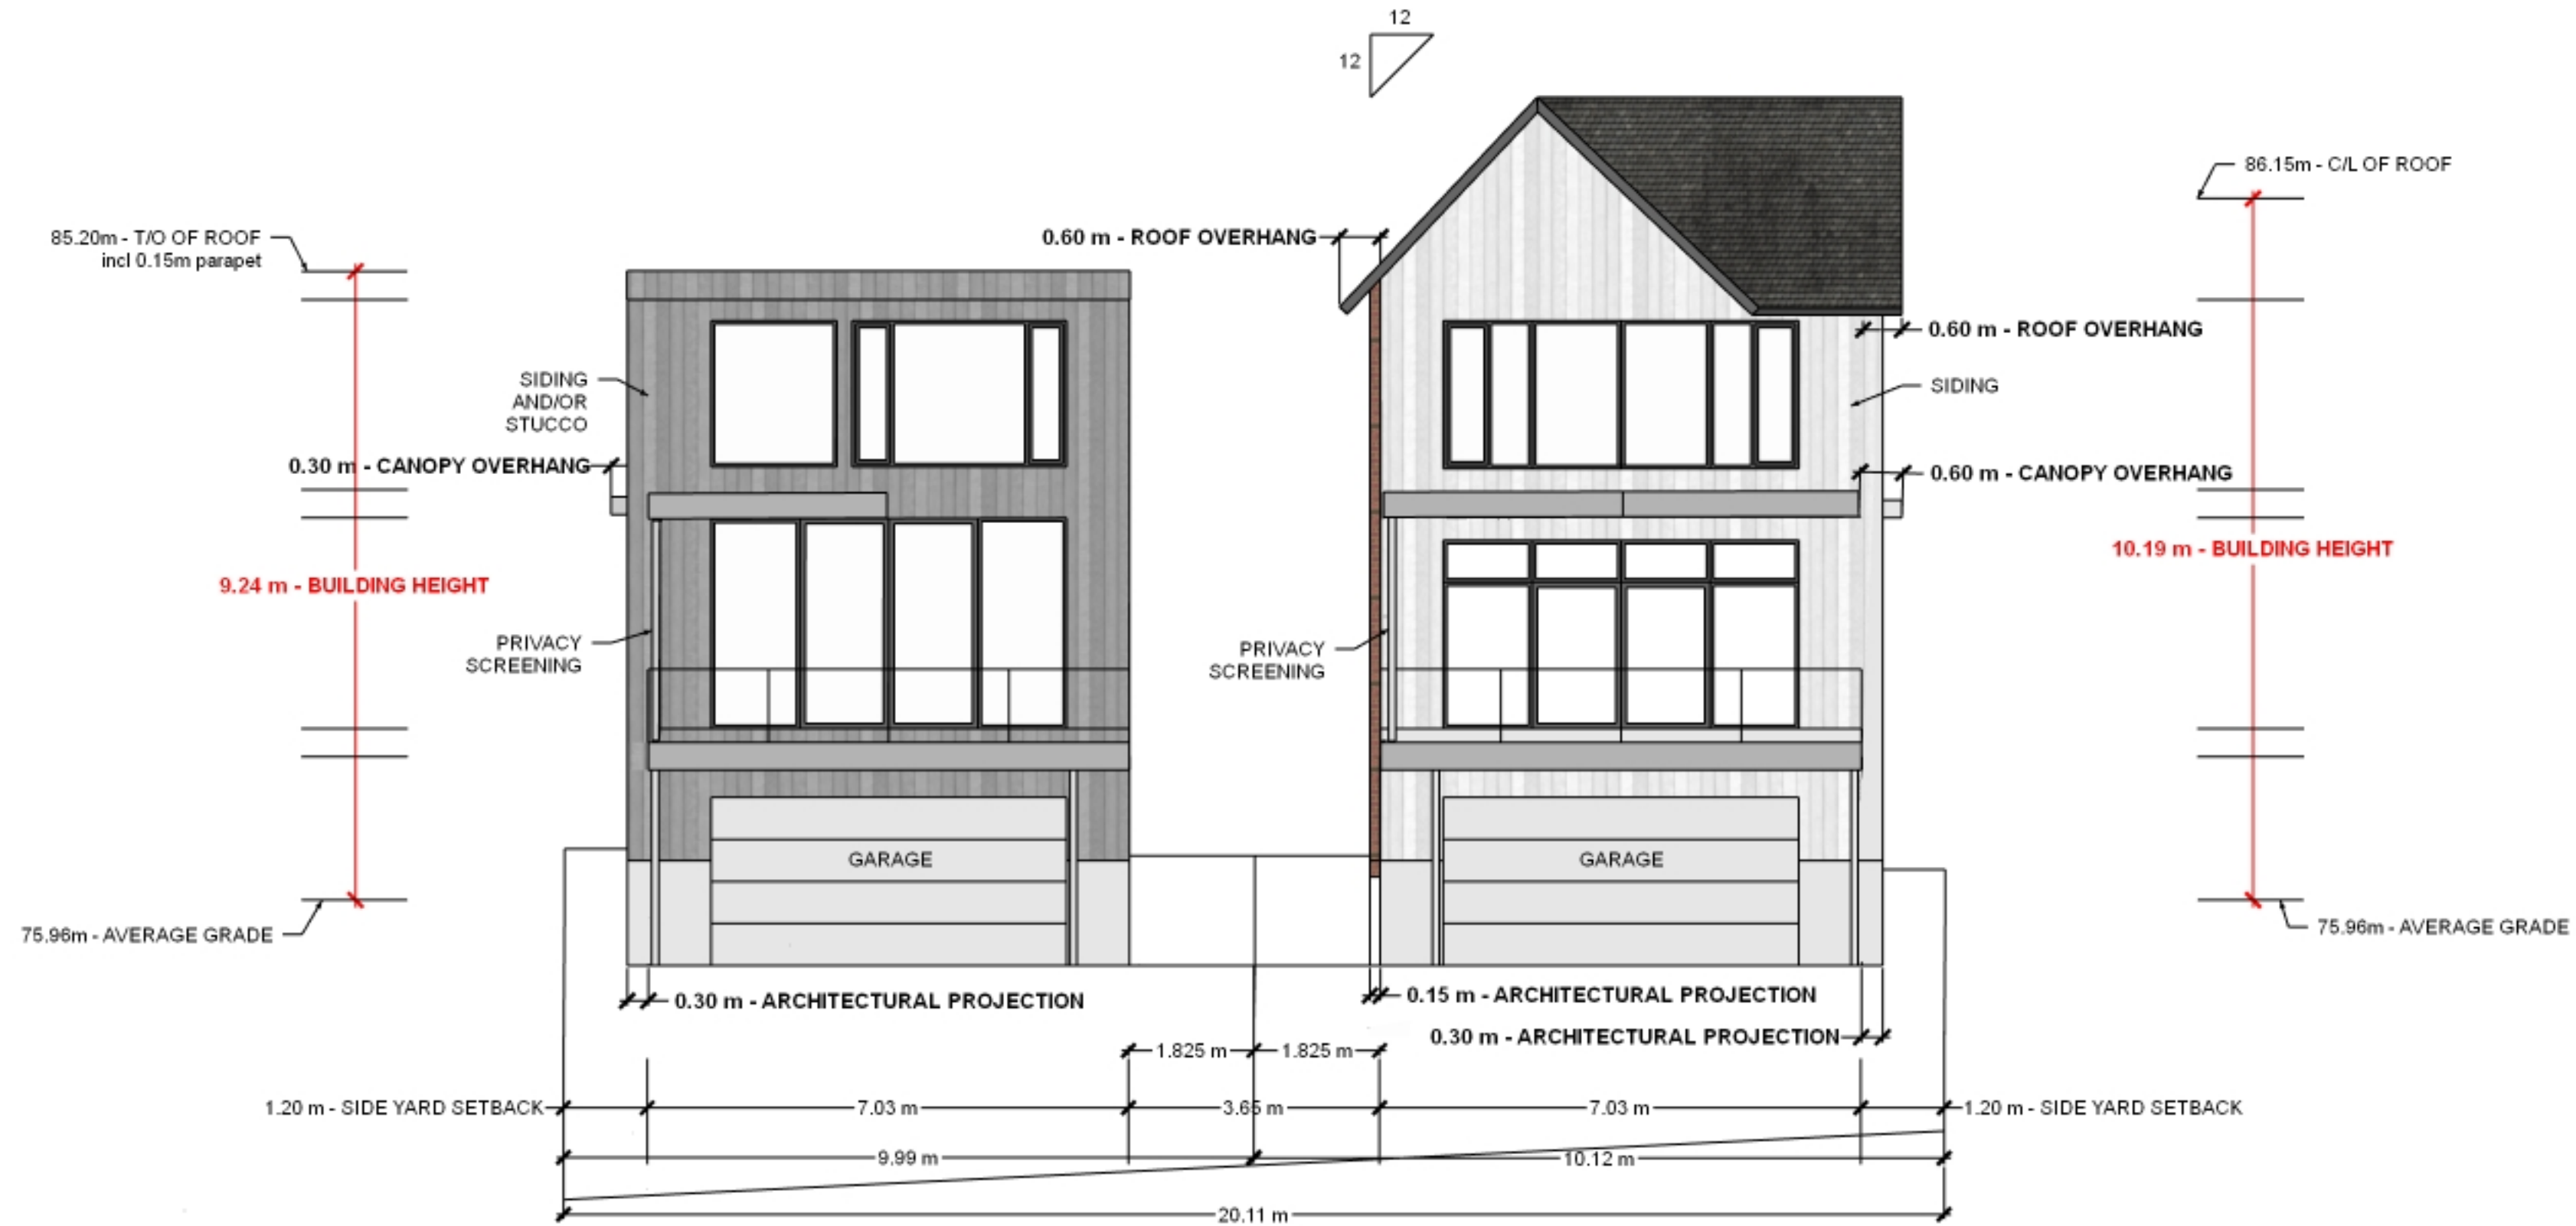 12
12
86.15m - C/L OF ROOF
85.20m - T/O OF ROOF
incl 0.15m parapet
0.60 m - ROOF OVERHANG
0.60 m - ROOF OVERHANG
SIDING
AND/OR
STUCCO
SIDING
0.30 m - CANOPY OVERHANG
0.60 m - CANOPY OVERHANG
10.19 m - BUILDING HEIGHT
9.24 m - BUILDING HEIGHT
PRIVACY
SCREENING
PRIVACY
SCREENING
GARAGE
GARAGE
75.96m - AVERAGE GRADE
75.96m - AVERAGE GRADE
0.30 m - ARCHITECTURAL PROJECTION
0.15 m - ARCHITECTURAL PROJECTION
0.30 m - ARCHITECTURAL PROJECTION
1.825 m
1.825 m
1.20 m - SIDE YARD SETBACK
7.03 m
3.65 m
7.03 m
1.20 m - SIDE YARD SETBACK
9.99 m
10.12 m
20.11 m